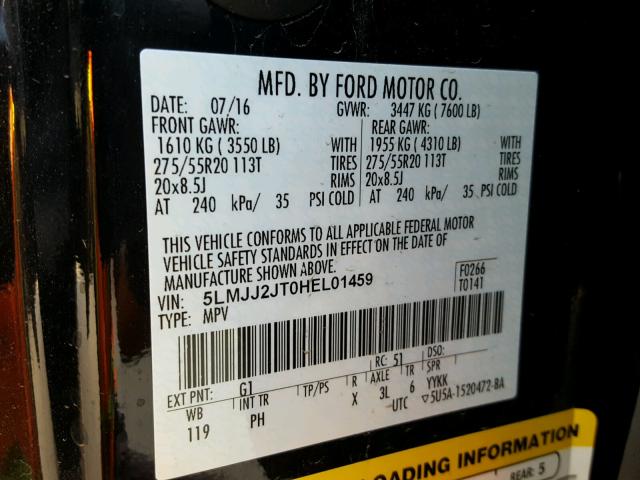 MFD. BY FORD MOTOR CO.
DATE: 07/16 GVWR: 3447 KG ( 7600 LB)
FRONT GAWR: REAR GAWR:
1610 KG ( 3550 LB) WITH 1955 KG ( 4310 LB) WITH
275/55R20 113T TIRES 275/55R20 113T TIRES
20x8.5J RIMS 20x8.5J RIMS
AT 240 kPa/ 35 PSI COLD AT 240 kPa/ 35 PSI COLD
THIS VEHICLE CONFORMS TO ALL APPLICABLE FEDERAL MOTOR
VEHICLE SAFETY STANDARDS IN EFFECT ON THE DATE OF
MANUFACTURE SHOWN ABOVE.
VIN: 5LMJJ2JT0HEL01459 F0266
TYPE: MPV T0141
EXT PNT: G1 RC: 51 DSO:
WB INT TR TP/PS R AXLE TR SPR
119 PH X 3L 6 YYKK
UTC ▽5U5A-1520472-BA
LOADING INFORMATION
REAR: 5